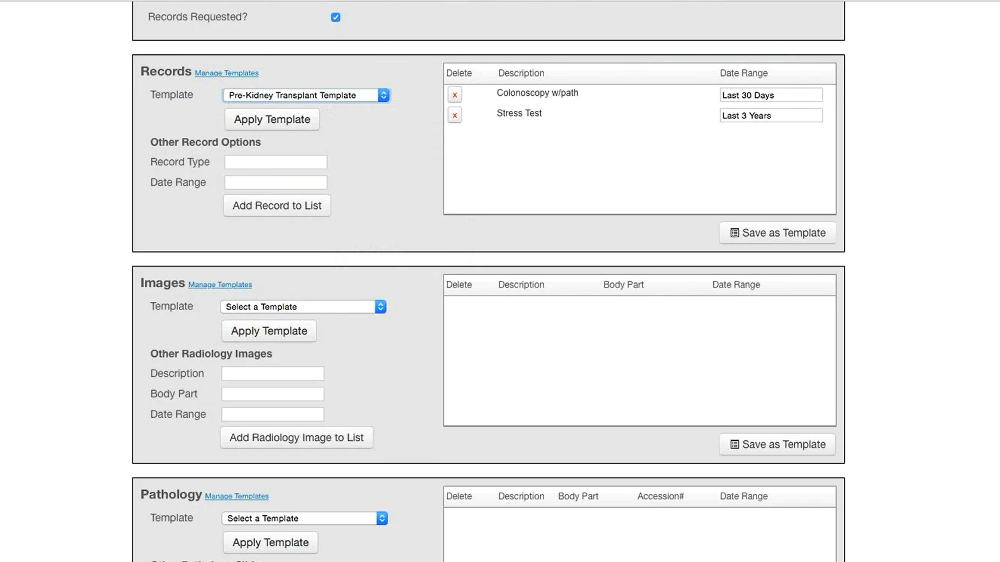 Records Requested?
Records Manage Templates
Template Pre-Kidney Transplant Template
Apply Template
Other Record Options
Record Type
Date Range
Add Record to List
Delete Description Date Range
x Colonoscopy w/path Last 30 Days
x Stress Test Last 3 Years
Save as Template
Images Manage Templates
Template Select a Template
Apply Template
Other Radiology Images
Description
Body Part
Date Range
Add Radiology Image to List
Delete Description Body Part Date Range
Save as Template
Pathology Manage Templates
Template Select a Template
Apply Template
Delete Description Body Part Accession# Date Range